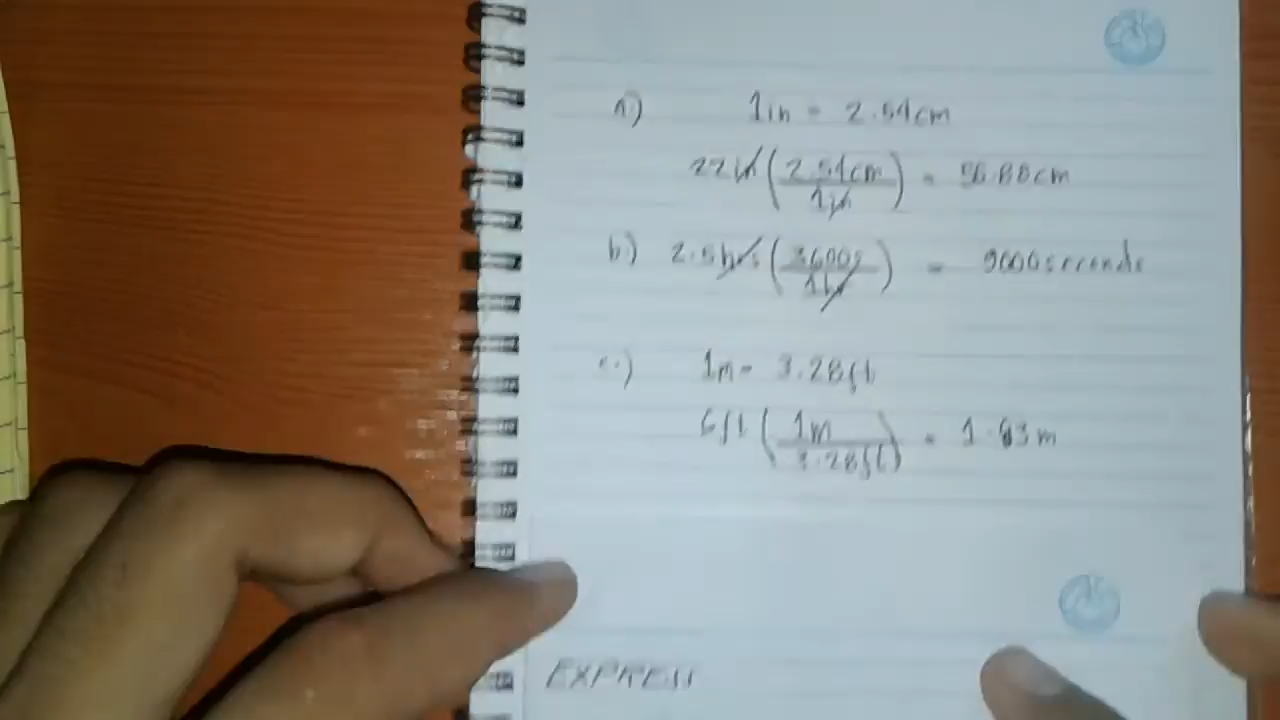 a) 1in = 2.54cm
22in (2.54cm / 1in) = 56.88cm
b) 2.5hrs (3600s / 1hr) = 9000seconds
c.) 1m = 3.28ft
6ft (1m / 3.28ft) = 1.83m